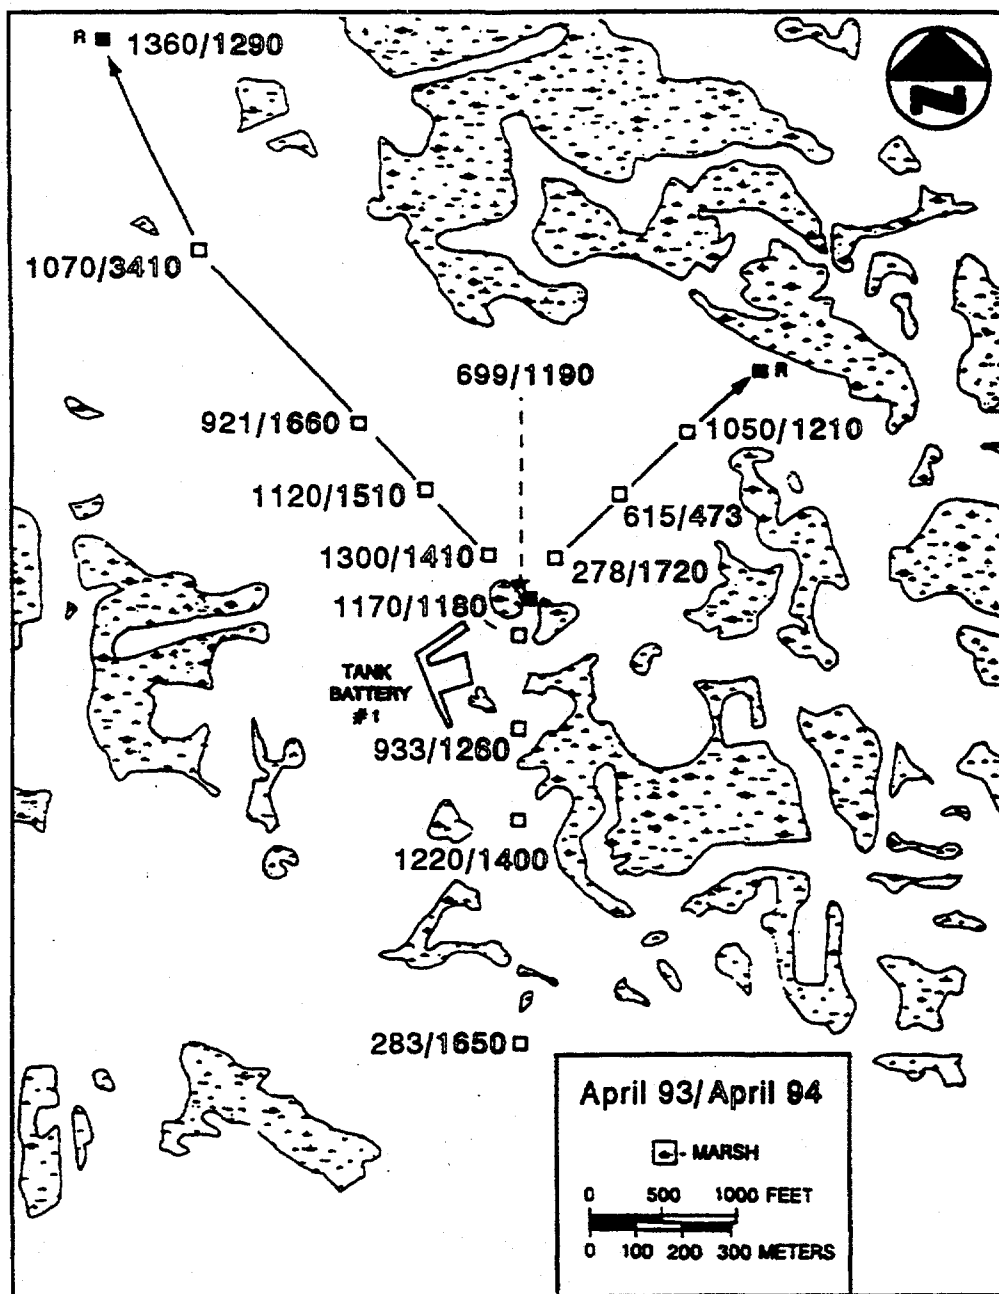 R 1360/1290
N
1070/3410
699/1190
R
921/1660
1050/1210
1120/1510
615/473
1300/1410
278/1720
1170/1180
TANK
BATTERY
#1
933/1260
1220/1400
283/1650
April 93/April 94
- MARSH
0 500 1000 FEET
0 100 200 300 METERS